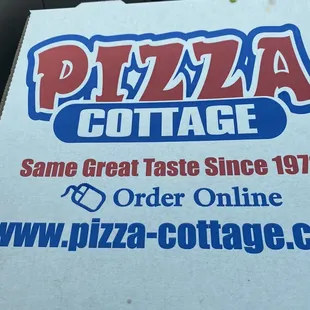 PIZZA
COTTAGE
Same Great Taste Since 197
Order Online
www.pizza-cottage.c